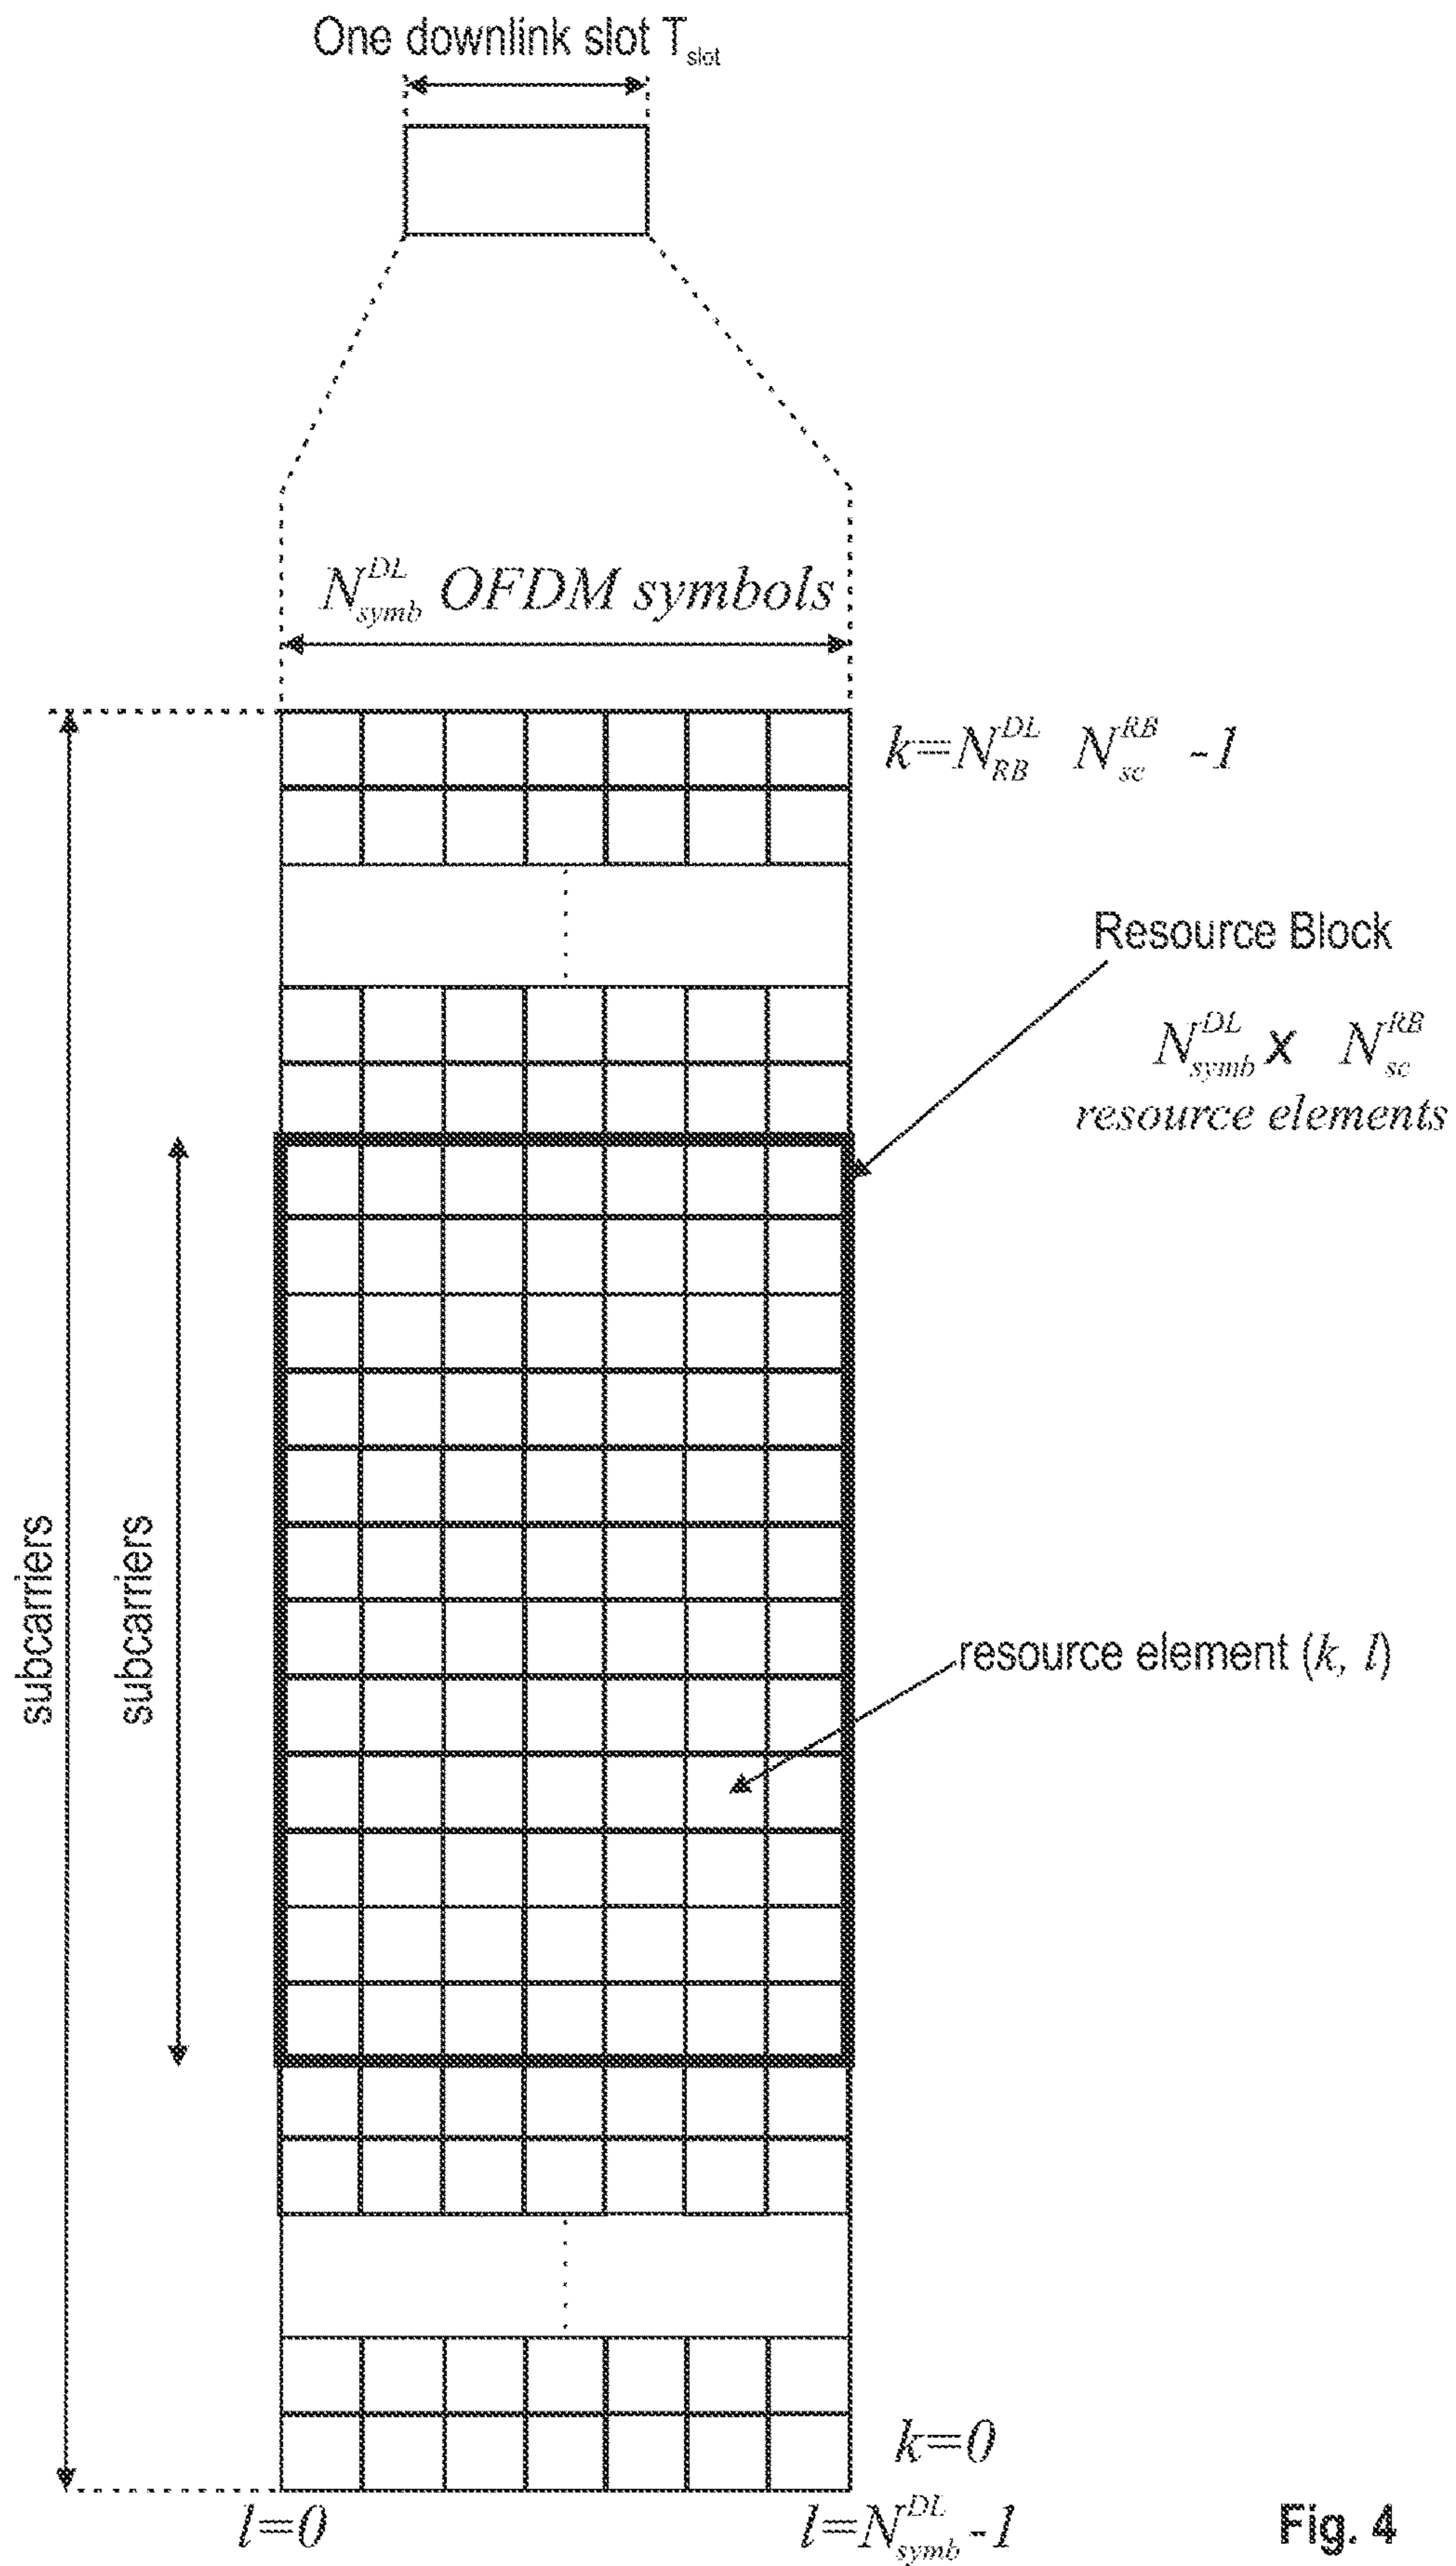 One downlink slot T_slot
N_symb^DL OFDM symbols
k=N_RB^DL N_sc^RB -1
Resource Block
N_symb^DL x N_sc^RB
resource elements
subcarriers
subcarriers
resource element (k, l)
k=0
l=0
l=N_symb^DL-1
Fig. 4